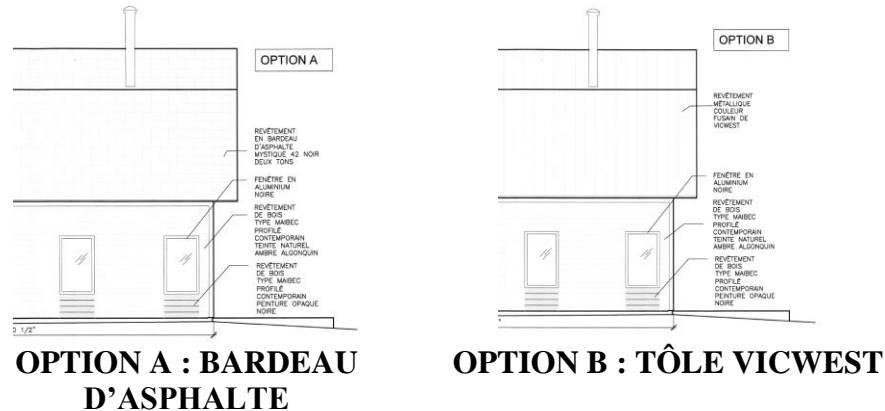 OPTION A
REVÊTEMENT
EN BARDEAU
D'ASPHALTE
MYSTIQUE 42 NOIR
DEUX TONS
FENÊTRE EN
ALUMINIUM
NOIRE
REVÊTEMENT
DE BOIS
TYPE MAIBEC
PROFILÉ
CONTEMPORAIN
TEINTE NATUREL
AMBRE ALGONQUIN
REVÊTEMENT
DE BOIS
TYPE MAIBEC
PROFILÉ
CONTEMPORAIN
PEINTURE OPAQUE
NOIRE
0 1/2"
OPTION A : BARDEAU
D'ASPHALTE
OPTION B
REVÊTEMENT
MÉTALLIQUE
COULEUR
FUSAIN DE
VICWEST
FENÊTRE EN
ALUMINIUM
NOIRE
REVÊTEMENT
DE BOIS
TYPE MAIBEC
PROFILÉ
CONTEMPORAIN
TEINTE NATUREL
AMBRE ALGONQUIN
REVÊTEMENT
DE BOIS
TYPE MAIBEC
PROFILÉ
CONTEMPORAIN
PEINTURE OPAQUE
NOIRE
OPTION B : TÔLE VICWEST